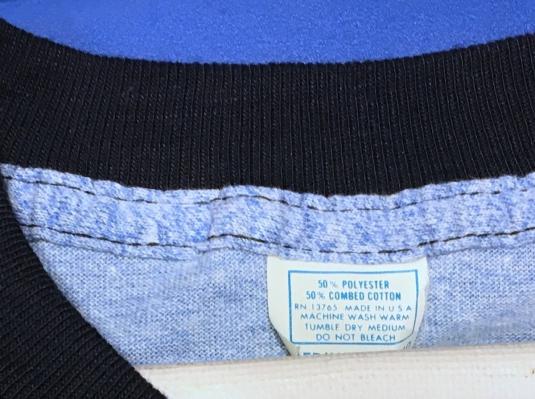 50% POLYESTER
50% COMBED COTTON
RN 13765 MADE IN U S A
MACHINE WASH WARM
TUMBLE DRY MEDIUM
DO NOT BLEACH